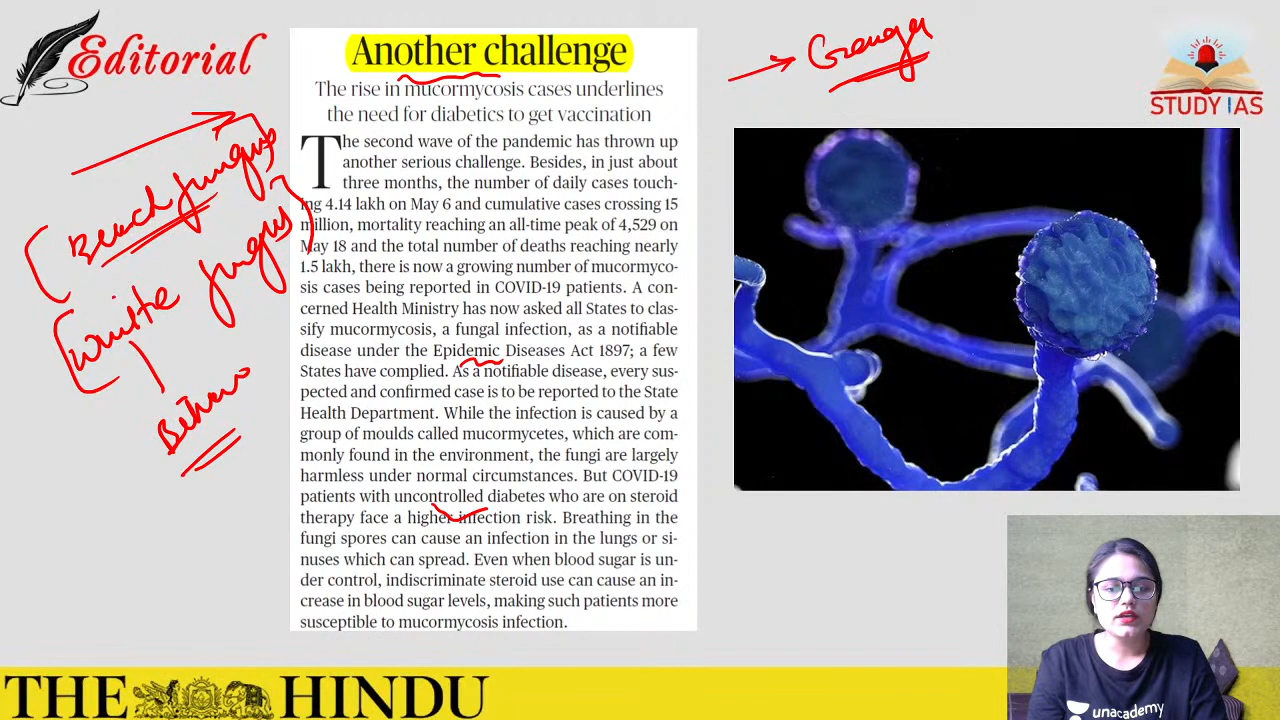 Editorial
Another challenge
The rise in mucormycosis cases underlines
the need for diabetics to get vaccination
The second wave of the pandemic has thrown up
another serious challenge. Besides, in just about
three months, the number of daily cases touch-
ing 4.14 lakh on May 6 and cumulative cases crossing 15
million, mortality reaching an all-time peak of 4,529 on
May 18 and the total number of deaths reaching nearly
1.5 lakh, there is now a growing number of mucormyco-
sis cases being reported in COVID-19 patients. A con-
cerned Health Ministry has now asked all States to clas-
sify mucormycosis, a fungal infection, as a notifiable
disease under the Epidemic Diseases Act 1897; a few
States have complied. As a notifiable disease, every sus-
pected and confirmed case is to be reported to the State
Health Department. While the infection is caused by a
group of moulds called mucormycetes, which are com-
monly found in the environment, the fungi are largely
harmless under normal circumstances. But COVID-19
patients with uncontrolled diabetes who are on steroid
therapy face a higher infection risk. Breathing in the
fungi spores can cause an infection in the lungs or si-
nuses which can spread. Even when blood sugar is un-
der control, indiscriminate steroid use can cause an in-
crease in blood sugar levels, making such patients more
susceptible to mucormycosis infection.
fungus
White fungus
STUDY IAS
unacademy
THE HINDU